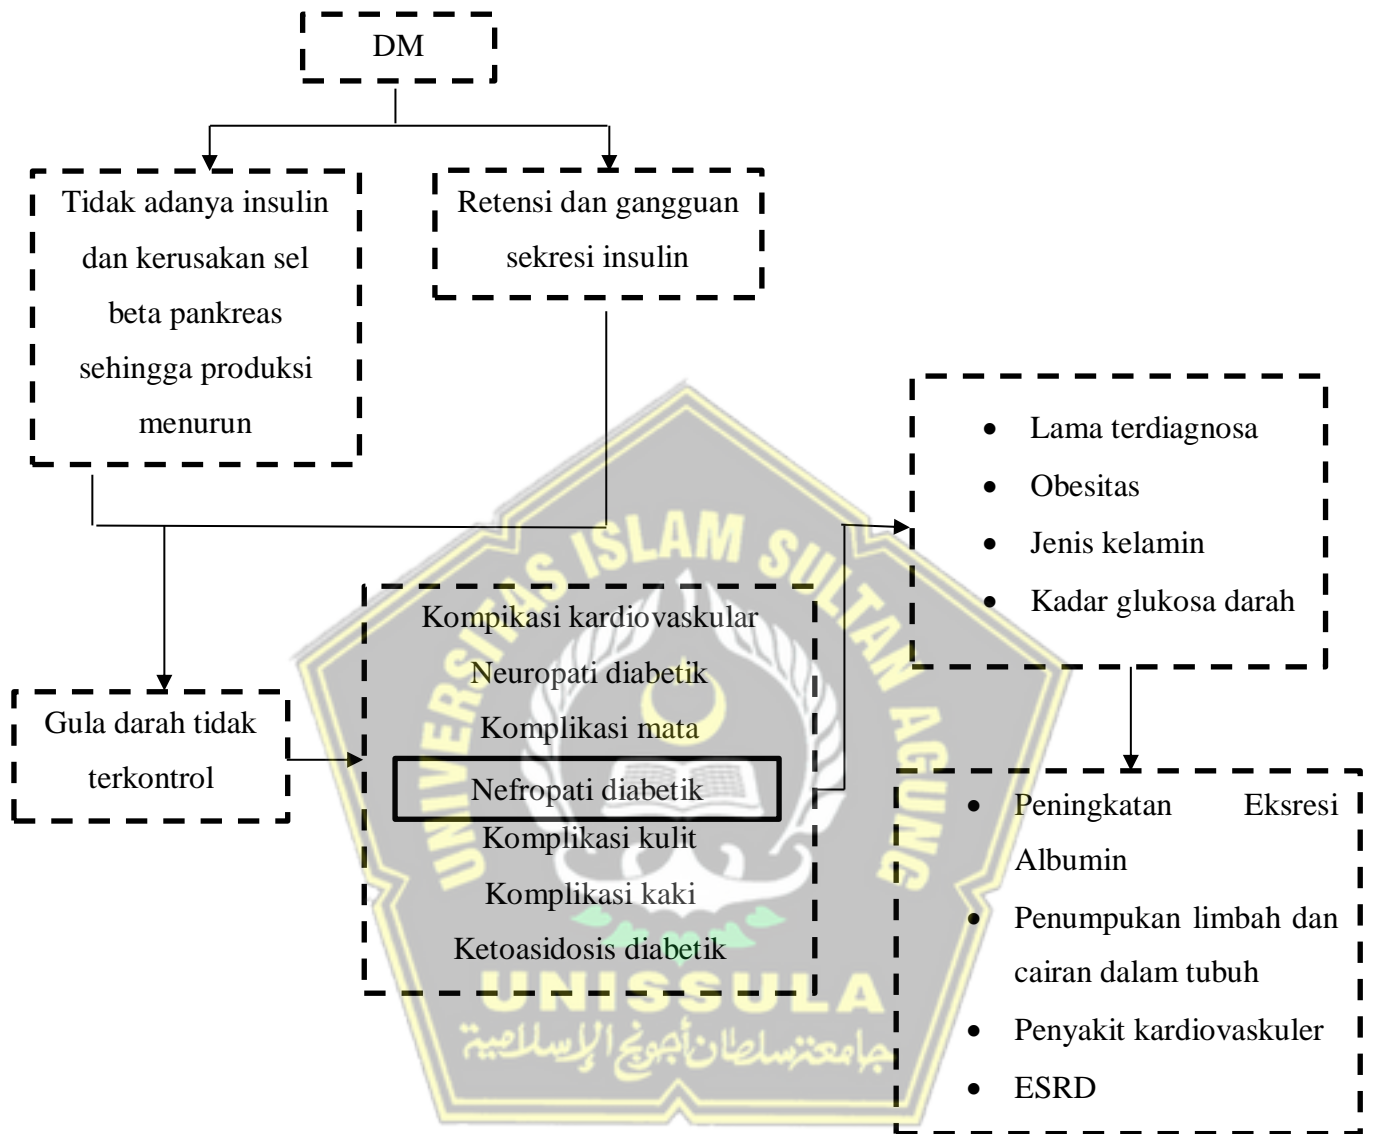 DM
Tidak adanya insulin
dan kerusakan sel
beta pankreas
sehingga produksi
menurun
Retensi dan gangguan
sekresi insulin
Gula darah tidak
terkontrol
Kompikasi kardiovaskular
Neuropati diabetik
Komplikasi mata
Nefropati diabetik
Komplikasi kulit
Komplikasi kaki
Ketoasidosis diabetik
• Lama terdiagnosa
• Obesitas
• Jenis kelamin
• Kadar glukosa darah
• Peningkatan Eksresi
Albumin
• Penumpukan limbah dan
cairan dalam tubuh
• Penyakit kardiovaskuler
• ESRD
UNIVERSITAS ISLAM SULTAN AGUNG
UNISSULA
جامعة سلطان أجونج الإسلامية